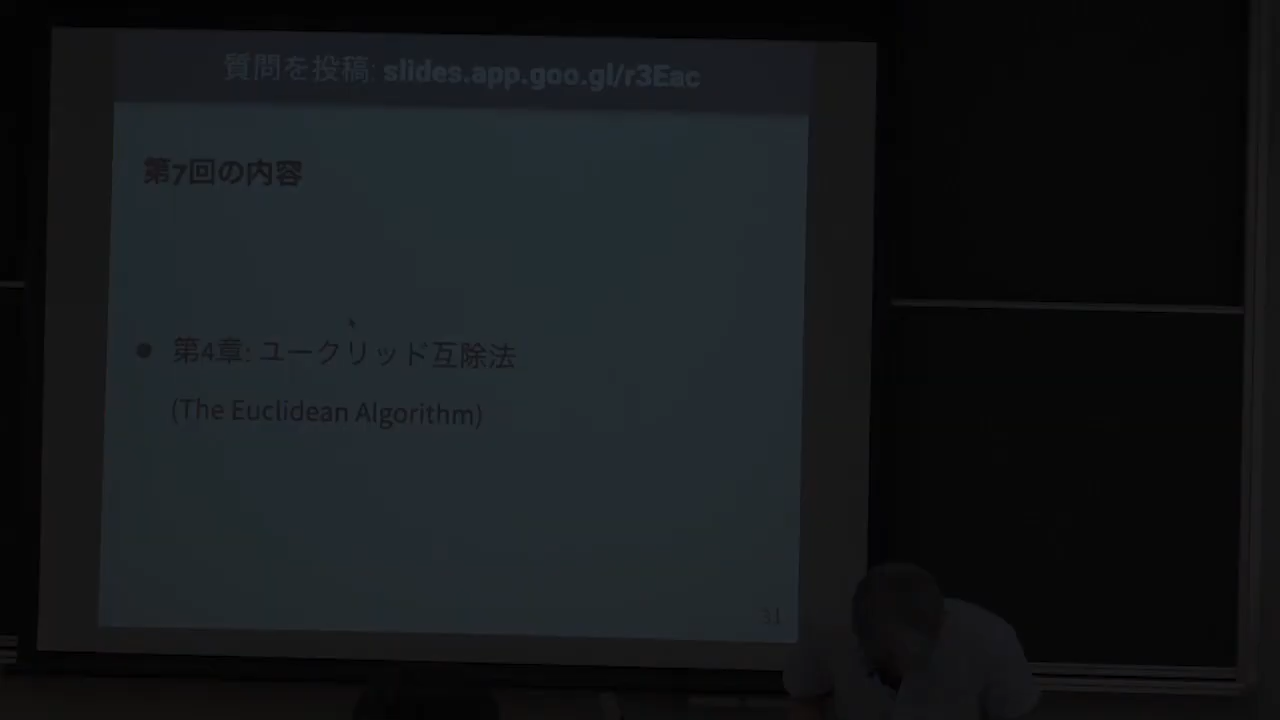 質問を投稿: slides.app.goo.gl/r3Eac
第7回の内容
● 第4章: ユークリッド互除法
(The Euclidean Algorithm)
31